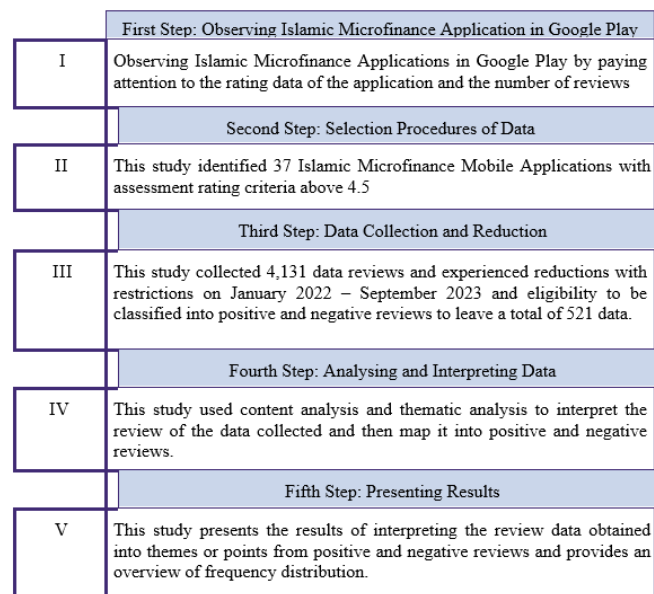 First Step: Observing Islamic Microfinance Application in Google Play
I
Observing Islamic Microfinance Applications in Google Play by paying
attention to the rating data of the application and the number of reviews
Second Step: Selection Procedures of Data
II
This study identified 37 Islamic Microfinance Mobile Applications with
assessment rating criteria above 4.5
Third Step: Data Collection and Reduction
III
This study collected 4,131 data reviews and experienced reductions with
restrictions on January 2022 – September 2023 and eligibility to be
classified into positive and negative reviews to leave a total of 521 data.
Fourth Step: Analysing and Interpreting Data
IV
This study used content analysis and thematic analysis to interpret the
review of the data collected and then map it into positive and negative
reviews.
Fifth Step: Presenting Results
V
This study presents the results of interpreting the review data obtained
into themes or points from positive and negative reviews and provides an
overview of frequency distribution.